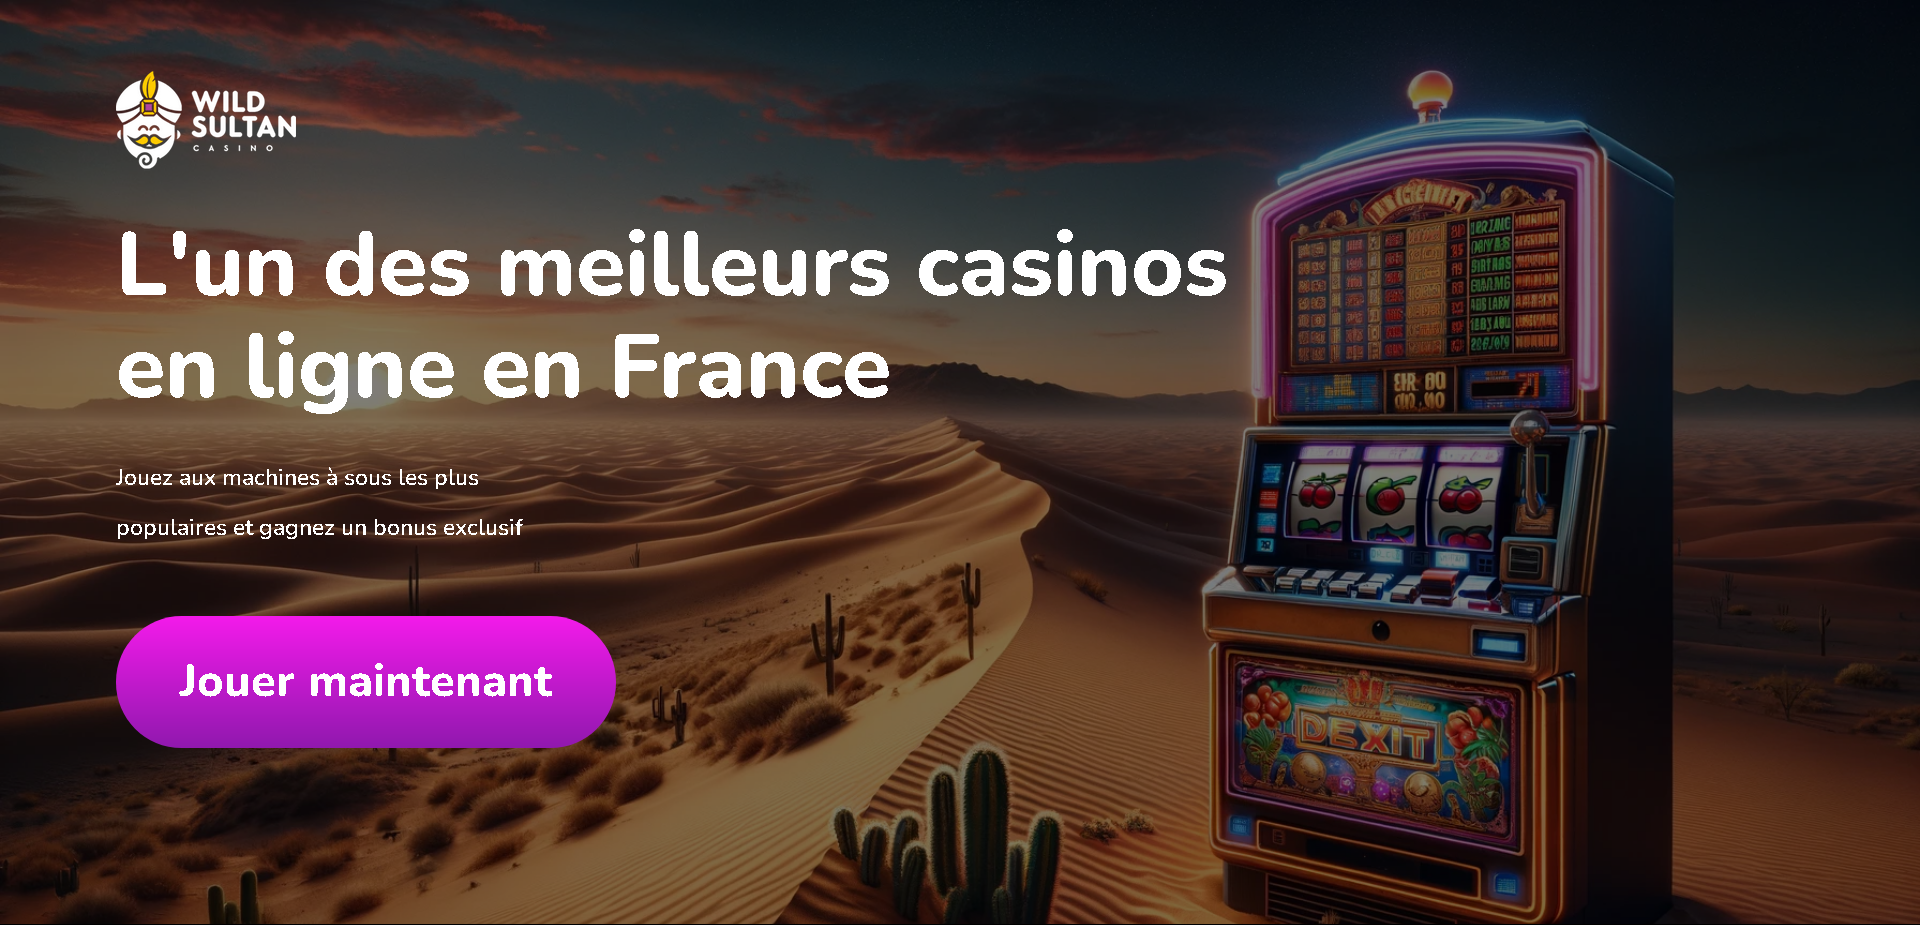 WILD
SULTAN
CASINO
L'un des meilleurs casinos
en ligne en France
Jouez aux machines à sous les plus
populaires et gagnez un bonus exclusif
Jouer maintenant
DEXIT